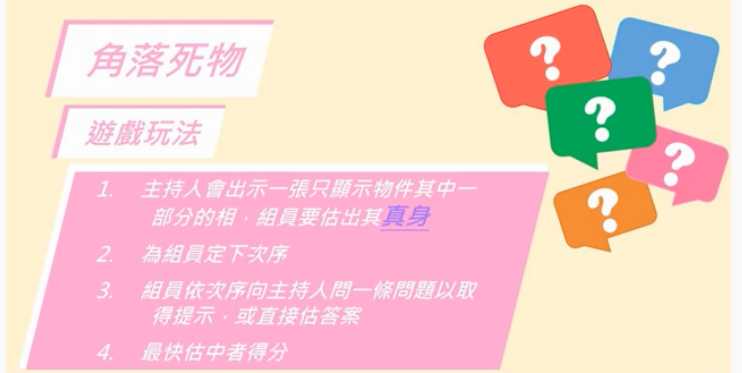 角落死物
遊戲玩法
1. 主持人會出示一張只顯示物件其中一
部分的相，組員要估出其真身
2. 為組員定下次序
3. 組員依次序向主持人問一條問題以取
得提示，或直接估答案
4. 最快估中者得分
? ?
?
?
?